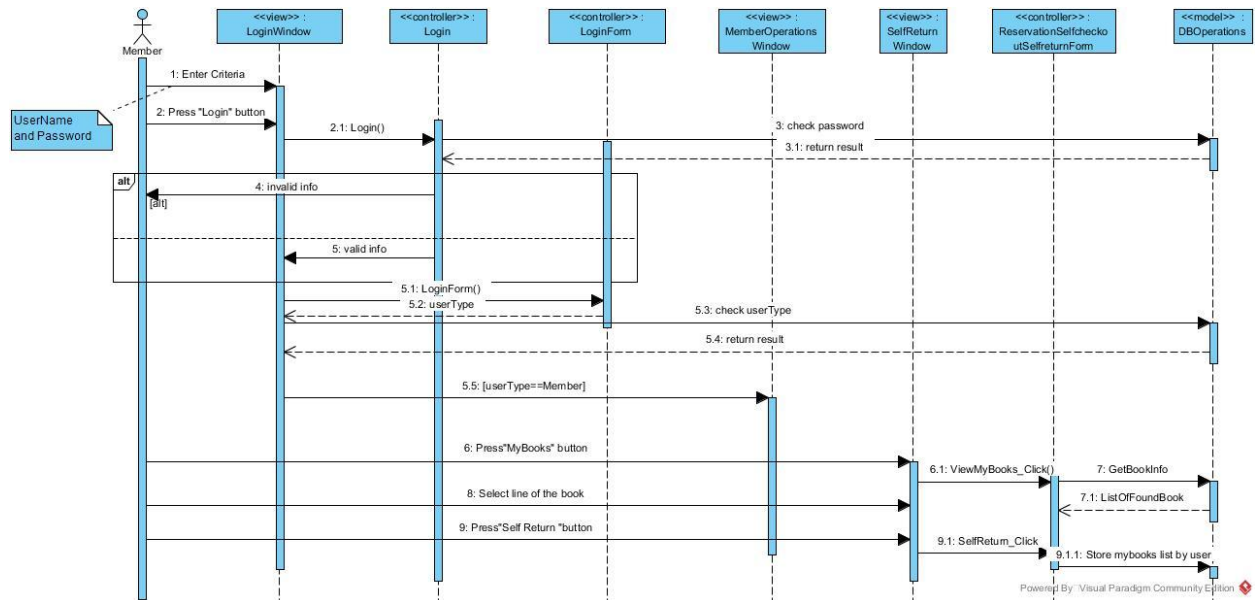 <<view>> :
LoginWindow
<<controller>> :
Login
<<controller>> :
LoginForm
<<view>> :
MemberOperations
Window
<<view>> :
SelfReturn
Window
<<controller>> :
ReservationSelfchecko
utSelfreturnForm
<<model>> :
DBOperations
Member
1: Enter Criteria
UserName
and Password
2: Press "Login" button
2.1: Login()
3: check password
3.1: return result
alt
4: invalid info
[alt]
5: valid info
5.1: LoginForm()
5.2: userType
5.3: check userType
5.4: return result
5.5: [userType==Member]
6: Press"MyBooks" button
6.1: ViewMyBooks_Click()
7: GetBookInfo
7.1: ListOfFoundBook
8: Select line of the book
9: Press"Self Return "button
9.1: SelfReturn_Click
9.1.1: Store mybooks list by user
Powered By Visual Paradigm Community Edition